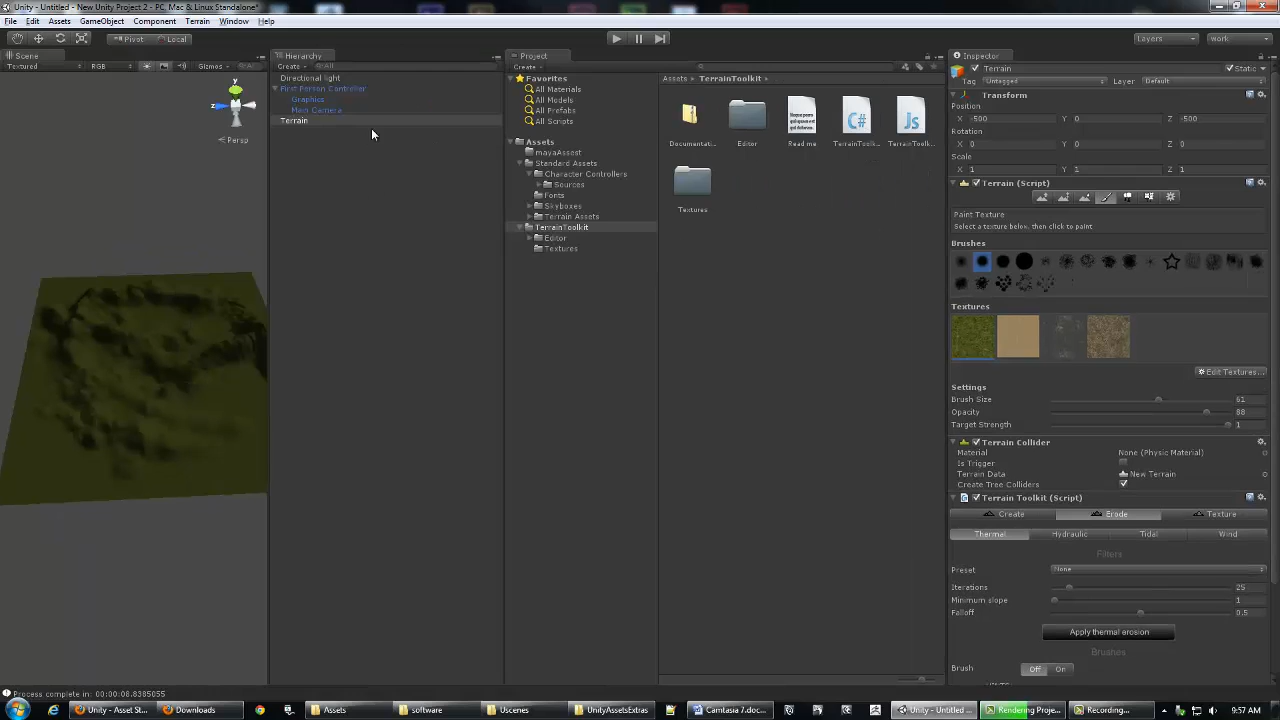 Unity - Untitled - New Unity Project 2 - PC, Mac & Linux Standalone*
File Edit Assets GameObject Component Terrain Window Help
Pivot Local Layers work
Scene
Textured RGB Gizmos
y
z
Persp
Hierarchy
Create All
Directional light
First Person Controller
Graphics
Main Camera
Terrain
Project
Create
Favorites
All Materials
All Models
All Prefabs
All Scripts
Assets
mayaAssest
Standard Assets
Character Controllers
Sources
Fonts
Skyboxes
Terrain Assets
TerrainToolkit
Editor
Textures
Assets TerrainToolkit
C# Js
Documentati... Editor Read me TerrainToolk... TerrainToolk...
Textures
Inspector
Terrain Static
Tag Untagged Layer Default
Transform
Position
X -500 Y 0 Z -500
Rotation
X 0 Y 0 Z 0
Scale
X 1 Y 1 Z 1
Terrain (Script)
Paint Texture
Select a texture below, then click to paint
Brushes
Textures
Edit Textures...
Settings
Brush Size 61
Opacity 88
Target Strength 1
Terrain Collider
Material None (Physic Material)
Is Trigger
Terrain Data New Terrain
Create Tree Colliders
Terrain Toolkit (Script)
Create Erode Texture
Thermal Hydraulic Tidal Wind
Filters
Preset None
Iterations 25
Minimum slope 1
Falloff 0.5
Apply thermal erosion
Brushes
Brush Off On
Process complete in: 00:00:08.8385055
Unity - Asset St... Downloads Assets software Uscenes UnityAssetsExtras Camtasia 7.doc... Unity - Untitled ... Rendering Proje... Recording... 9:57 AM